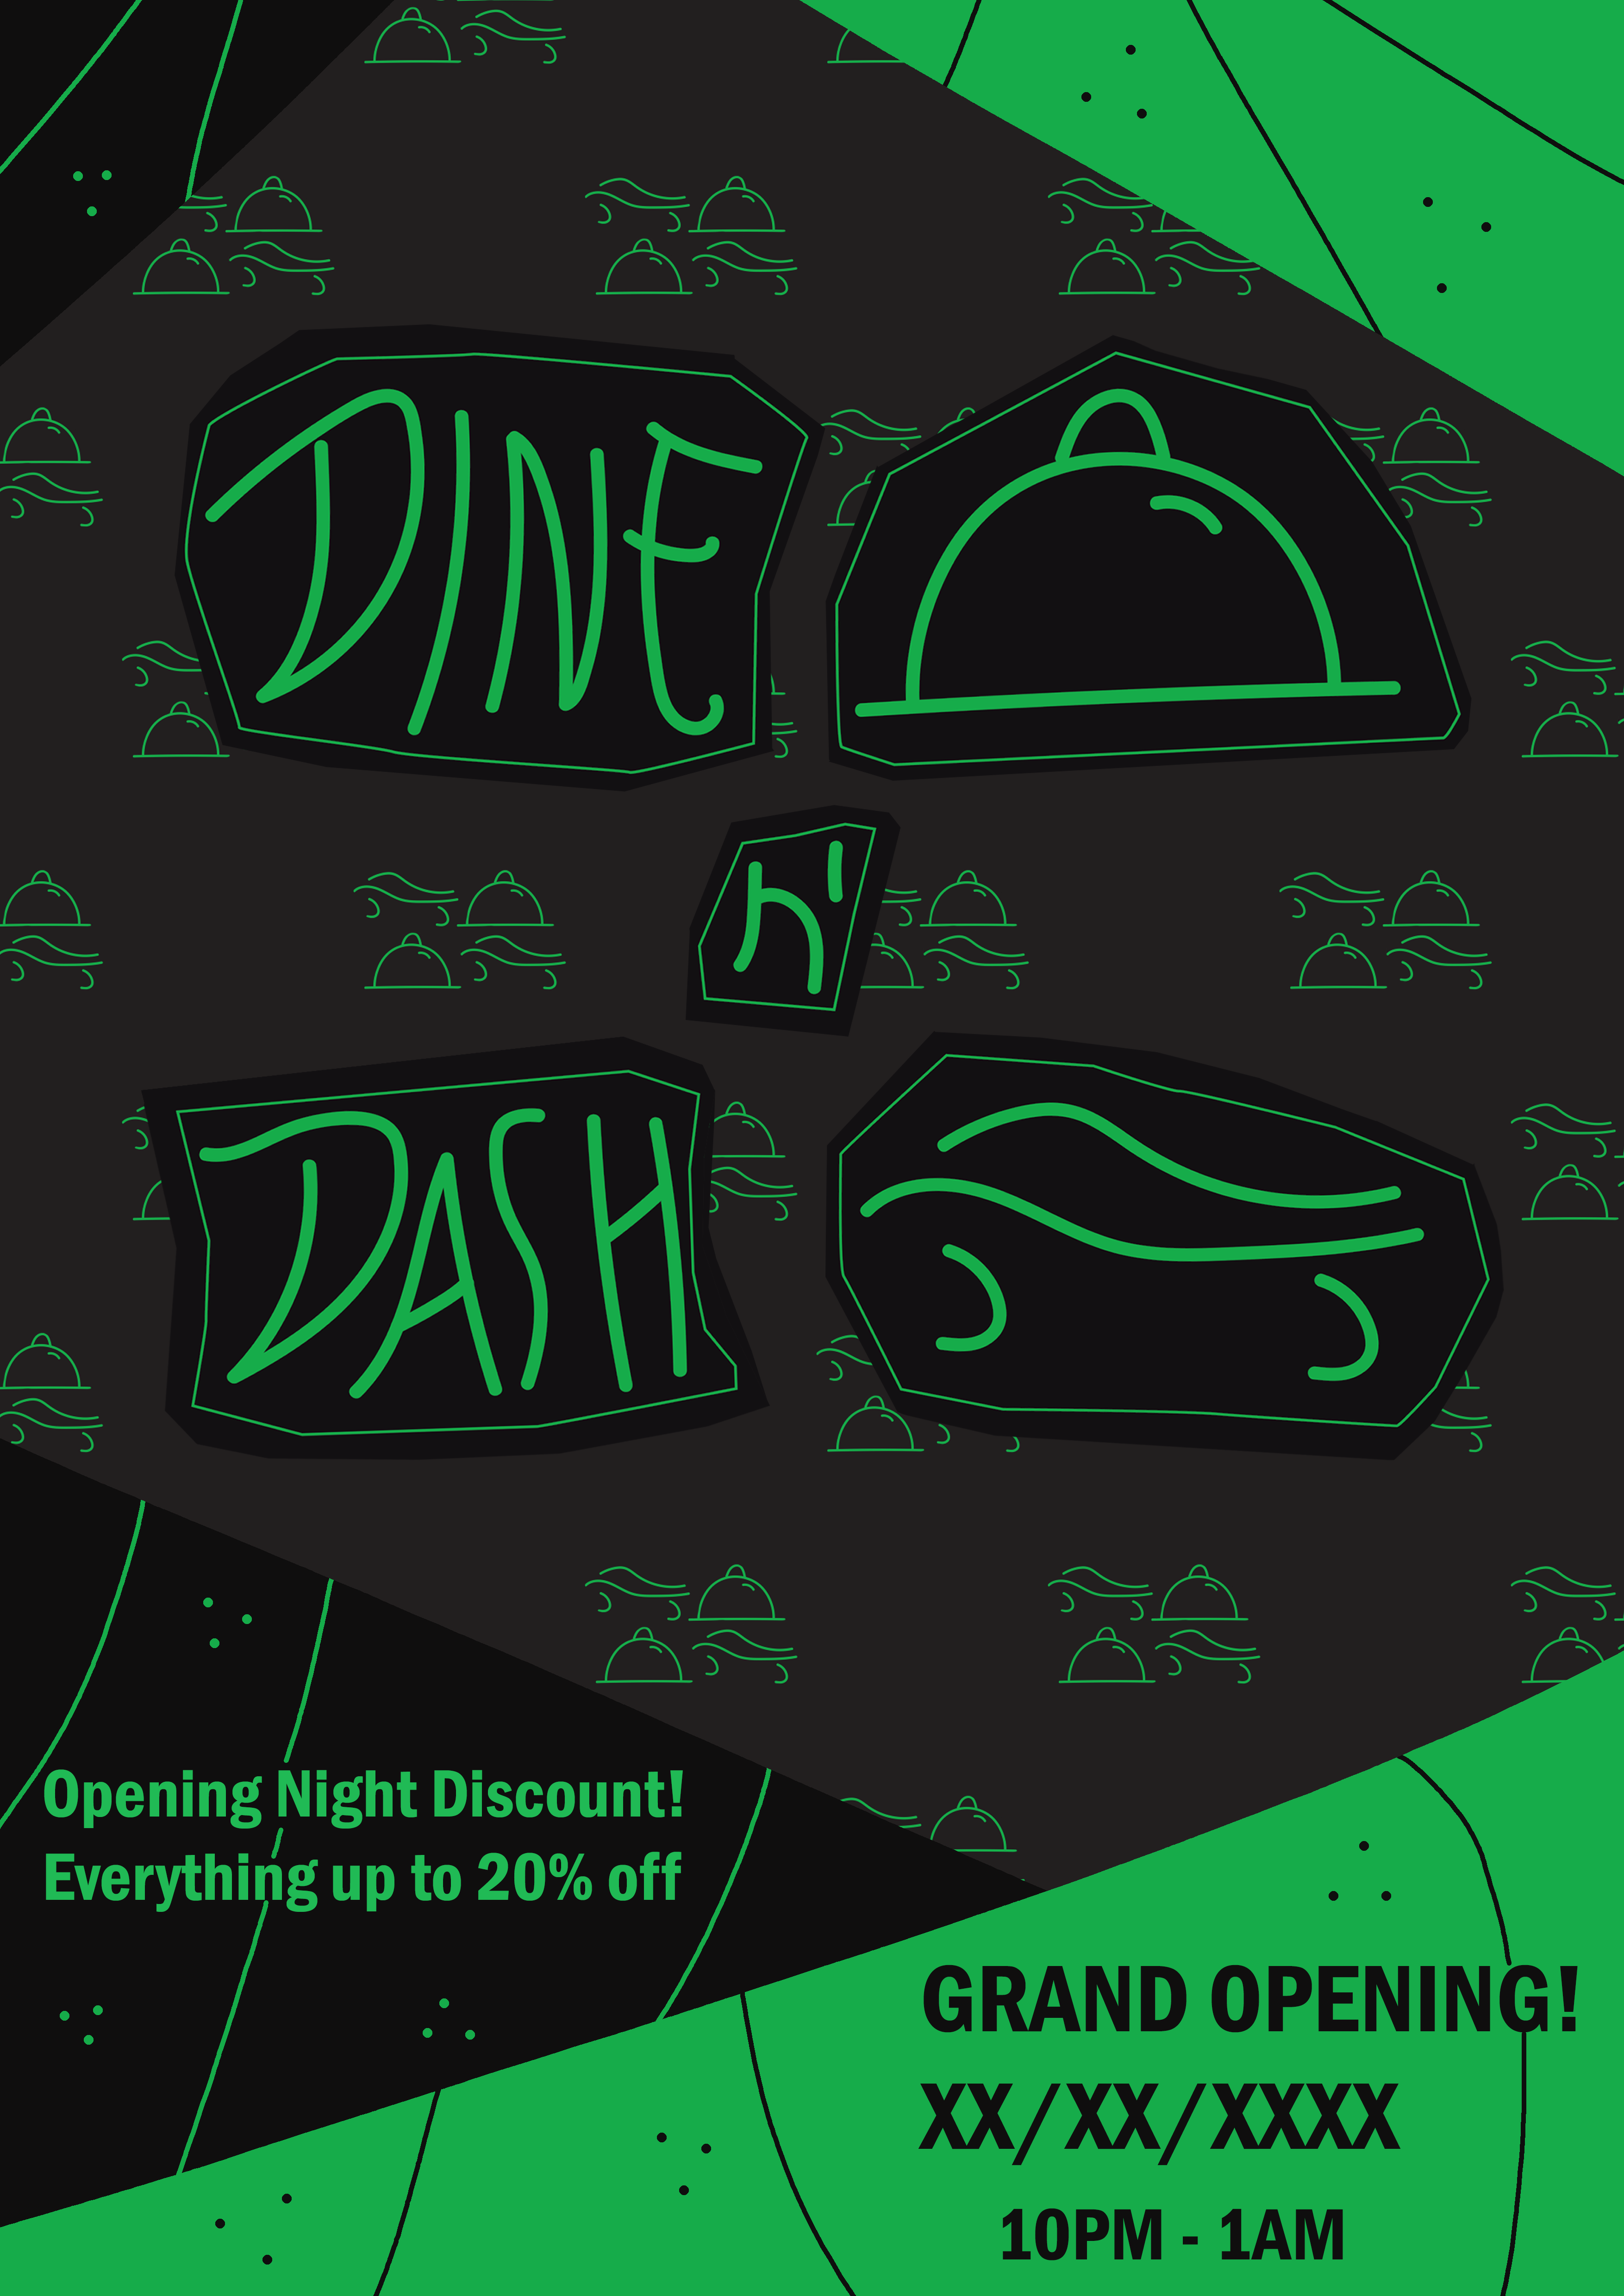 DINE
n'
DASH
Opening Night Discount!
Everything up to 20% off
GRAND OPENING!
XX/XX/XXXX
10PM - 1AM